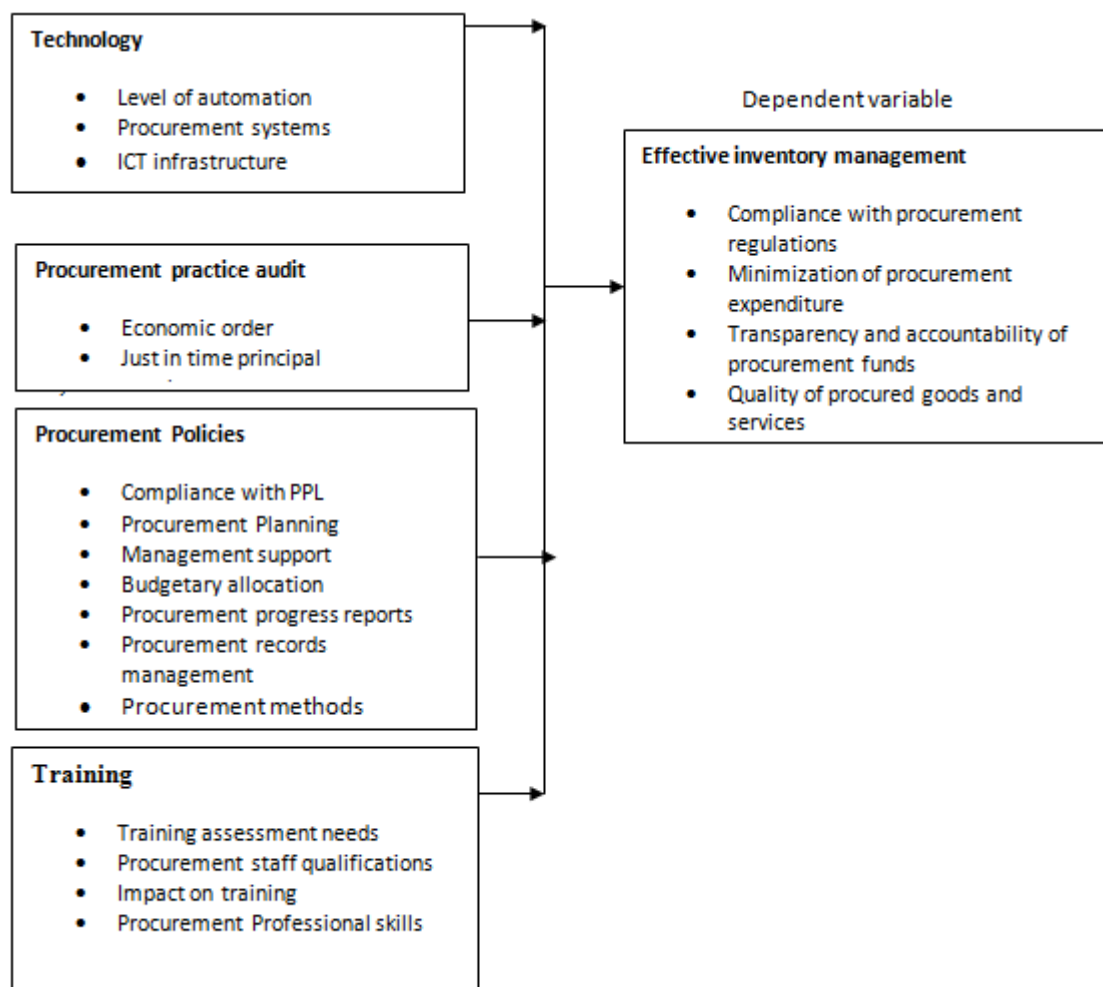 Technology
• Level of automation
• Procurement systems
• ICT infrastructure
Procurement practice audit
• Economic order
• Just in time principal
Procurement Policies
• Compliance with PPL
• Procurement Planning
• Management support
• Budgetary allocation
• Procurement progress reports
• Procurement records
management
• Procurement methods
Training
• Training assessment needs
• Procurement staff qualifications
• Impact on training
• Procurement Professional skills
Dependent variable
Effective inventory management
• Compliance with procurement
regulations
• Minimization of procurement
expenditure
• Transparency and accountability of
procurement funds
• Quality of procured goods and
services